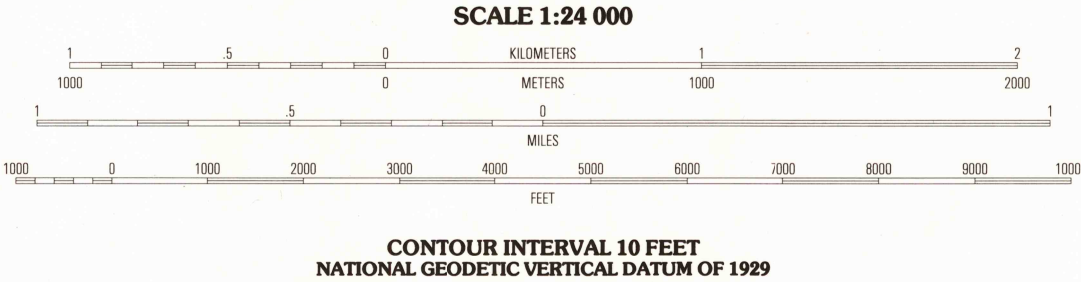 SCALE 1:24 000
1 .5 0 KILOMETERS 1 2
1000 0 METERS 1000 2000
1 .5 0 1
MILES
1000 0 1000 2000 3000 4000 5000 6000 7000 8000 9000 1000
FEET
CONTOUR INTERVAL 10 FEET
NATIONAL GEODETIC VERTICAL DATUM OF 1929